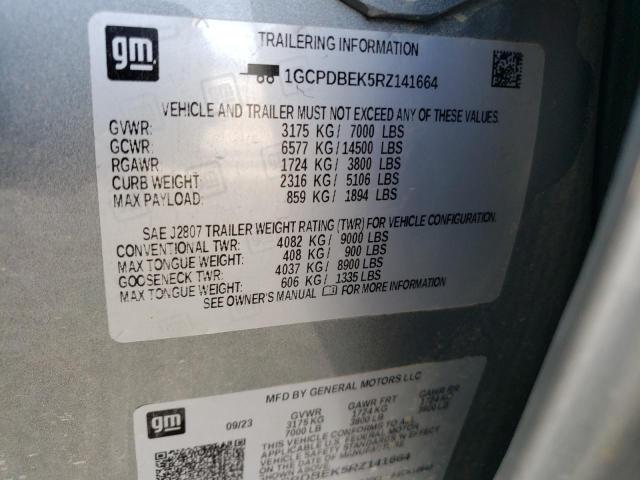 gm
TRAILERING INFORMATION
1GCPDBEK5RZ141664
VEHICLE AND TRAILER MUST NOT EXCEED ANY OF THESE VALUES.
GVWR: 3175 KG/ 7000 LBS
GCWR: 6577 KG/14500 LBS
RGAWR: 1724 KG/ 3800 LBS
CURB WEIGHT: 2316 KG/ 5106 LBS
MAX PAYLOAD: 859 KG/ 1894 LBS
SAE J2807 TRAILER WEIGHT RATING (TWR) FOR VEHICLE CONFIGURATION.
CONVENTIONAL TWR: 4082 KG/ 9000 LBS
MAX TONGUE WEIGHT: 408 KG/ 900 LBS
GOOSENECK TWR: 4037 KG/ 8900 LBS
MAX TONGUE WEIGHT: 606 KG/ 1335 LBS
SEE OWNER'S MANUAL FOR MORE INFORMATION
MFD BY GENERAL MOTORS LLC
gm
09/23 GVWR GAWR FRT GAWR RR
3175 KG 1724 KG 1724 KG
7000 LB 3800 LB 3800 LB
THIS VEHICLE CONFORMS TO ALL
APPLICABLE U.S. FEDERAL MOTOR
VEHICLE SAFETY STANDARDS IN EFFECT
ON THE DATE OF MANUFACTURE
SHOWN ABOVE.
PDBEK5RZ141664